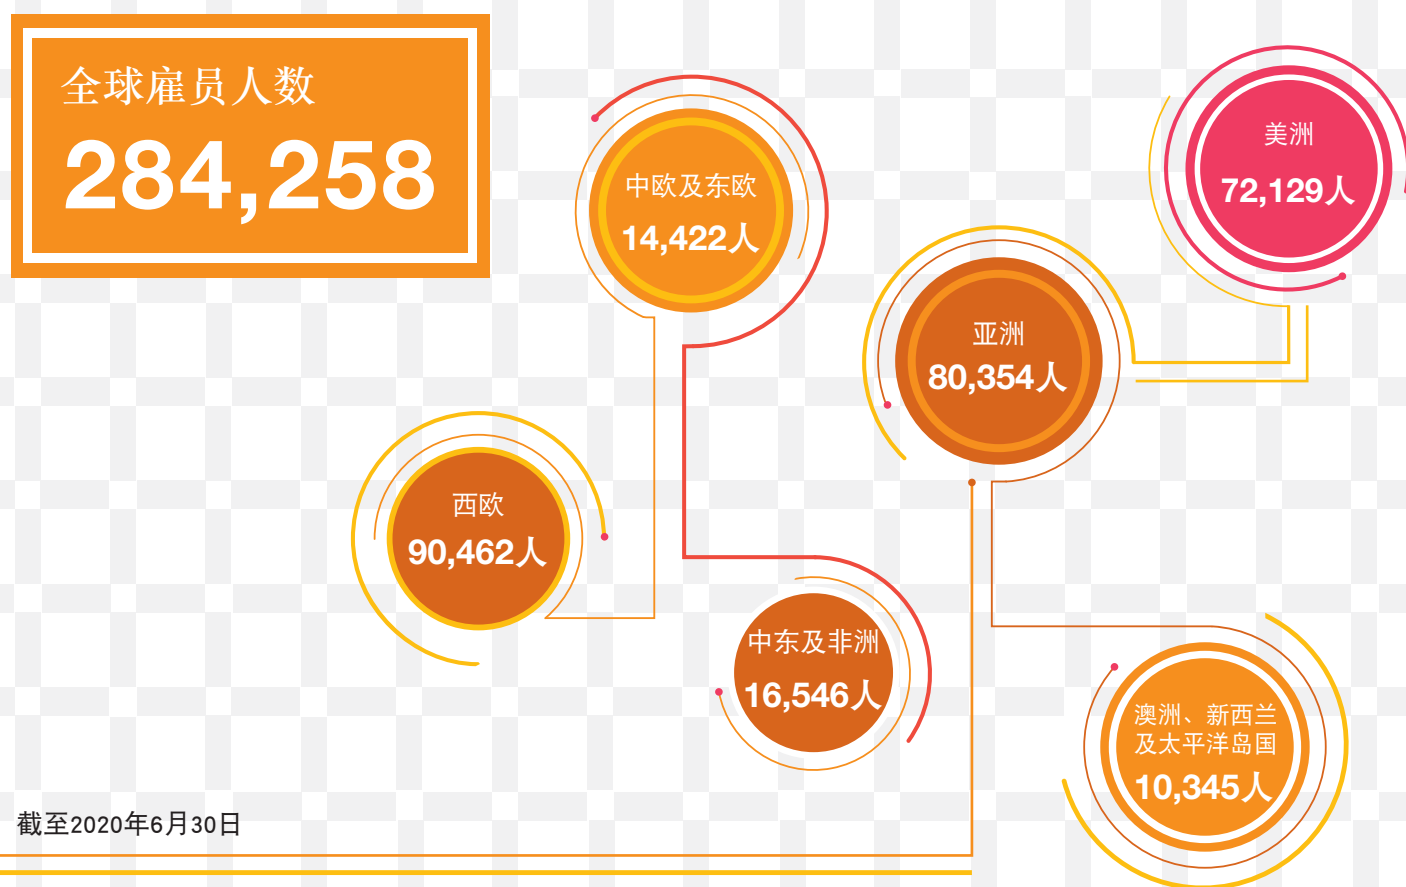 全球雇员人数
284,258
中欧及东欧
14,422人
美洲
72,129人
亚洲
80,354人
西欧
90,462人
中东及非洲
16,546人
澳洲、新西兰
及太平洋岛国
10,345人
截至2020年6月30日